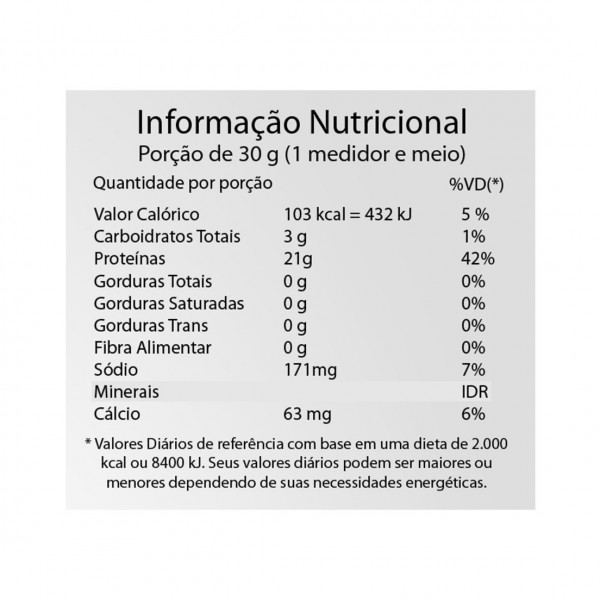 Informação Nutricional
Porção de 30 g (1 medidor e meio)
Quantidade por porção %VD(*)
Valor Calórico 103 kcal = 432 kJ 5 %
Carboidratos Totais 3 g 1%
Proteínas 21g 42%
Gorduras Totais 0 g 0%
Gorduras Saturadas 0 g 0%
Gorduras Trans 0 g 0%
Fibra Alimentar 0 g 0%
Sódio 171mg 7%
Minerais IDR
Cálcio 63 mg 6%
* Valores Diários de referência com base em uma dieta de 2.000
kcal ou 8400 kJ. Seus valores diários podem ser maiores ou
menores dependendo de suas necessidades energéticas.